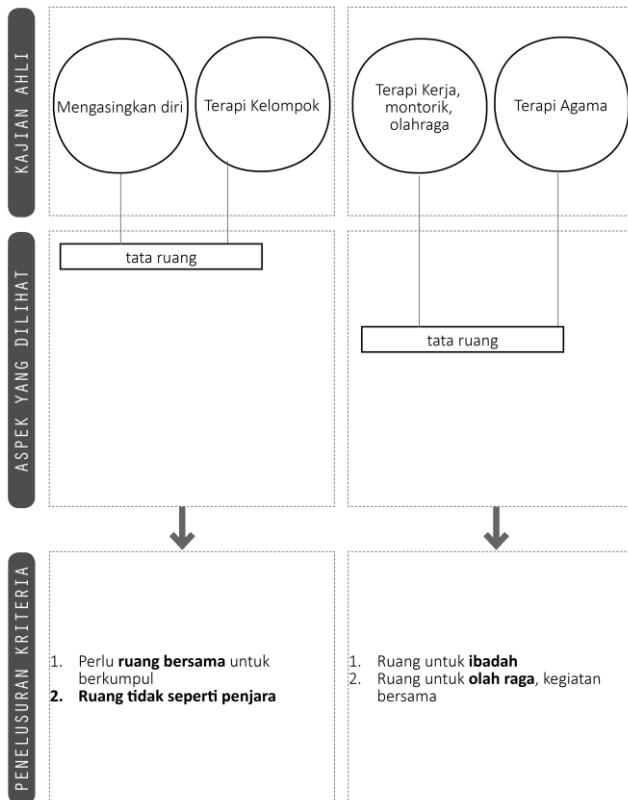 KAJIAN AHLI
Mengasingkan diri
Terapi Kelompok
Terapi Kerja,
montorik,
olahraga
Terapi Agama
ASPEK YANG DILIHAT
tata ruang
tata ruang
PENELUSURAN KRITERIA
1. Perlu ruang bersama untuk
berkumpul
2. Ruang tidak seperti penjara
1. Ruang untuk ibadah
2. Ruang untuk olah raga, kegiatan
bersama